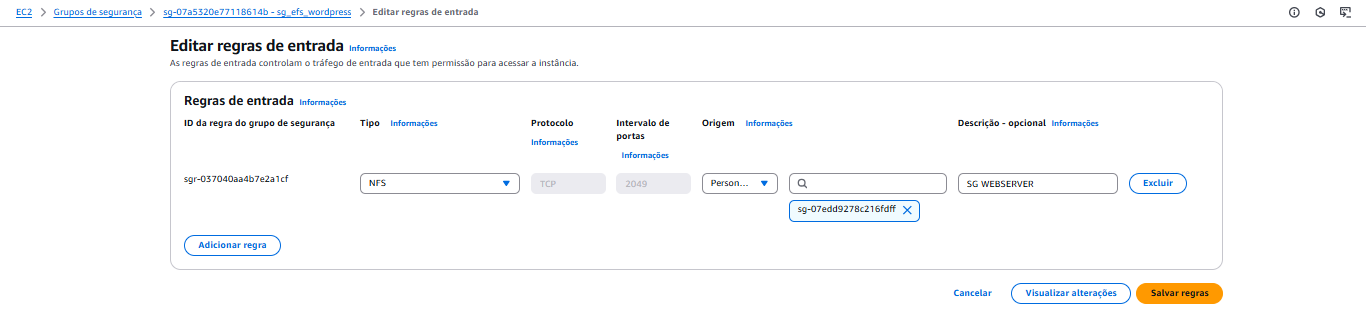 EC2 > Grupos de segurança > sg-07a5320e77118614b - sg_efs_wordpress > Editar regras de entrada
Editar regras de entrada Informações
As regras de entrada controlam o tráfego de entrada que tem permissão para acessar a instância.
Regras de entrada Informações
ID da regra do grupo de segurança
Tipo Informações
Protocolo
Informações
Intervalo de
portas
Informações
Origem Informações
Descrição - opcional Informações
sgr-037040aa4b7e2a1cf
NFS
TCP
2049
Person...
sg-07edd9278c216fdff
SG WEBSERVER
Excluir
Adicionar regra
Cancelar
Visualizar alterações
Salvar regras